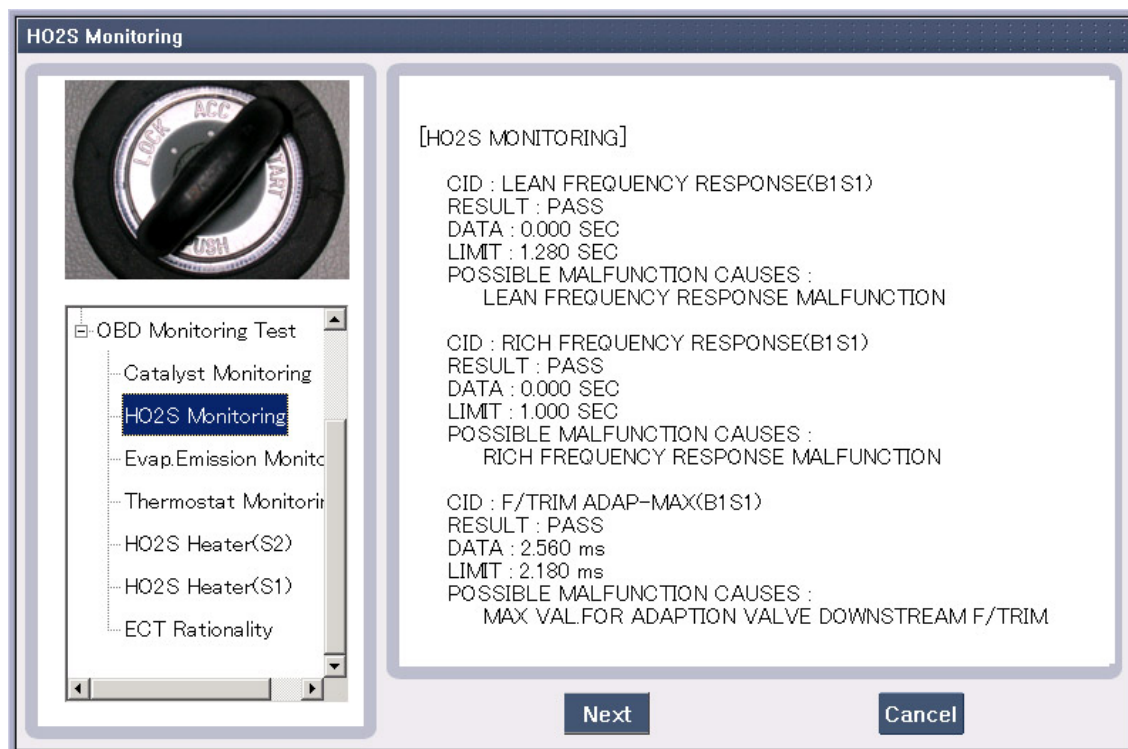 HO2S Monitoring
ACC
LOCK
START
PUSH
OBD Monitoring Test
Catalyst Monitoring
HO2S Monitoring
Evap.Emission Monito
Thermostat Monitorin
HO2S Heater(S2)
HO2S Heater(S1)
ECT Rationality
[HO2S MONITORING]
CID : LEAN FREQUENCY RESPONSE(B1S1)
RESULT : PASS
DATA : 0.000 SEC
LIMIT : 1.280 SEC
POSSIBLE MALFUNCTION CAUSES :
LEAN FREQUENCY RESPONSE MALFUNCTION
CID : RICH FREQUENCY RESPONSE(B1S1)
RESULT : PASS
DATA : 0.000 SEC
LIMIT : 1.000 SEC
POSSIBLE MALFUNCTION CAUSES :
RICH FREQUENCY RESPONSE MALFUNCTION
CID : F/TRIM ADAP-MAX(B1S1)
RESULT : PASS
DATA : 2.560 ms
LIMIT : 2.180 ms
POSSIBLE MALFUNCTION CAUSES :
MAX VAL.FOR ADAPTION VALVE DOWNSTREAM F/TRIM
Next
Cancel